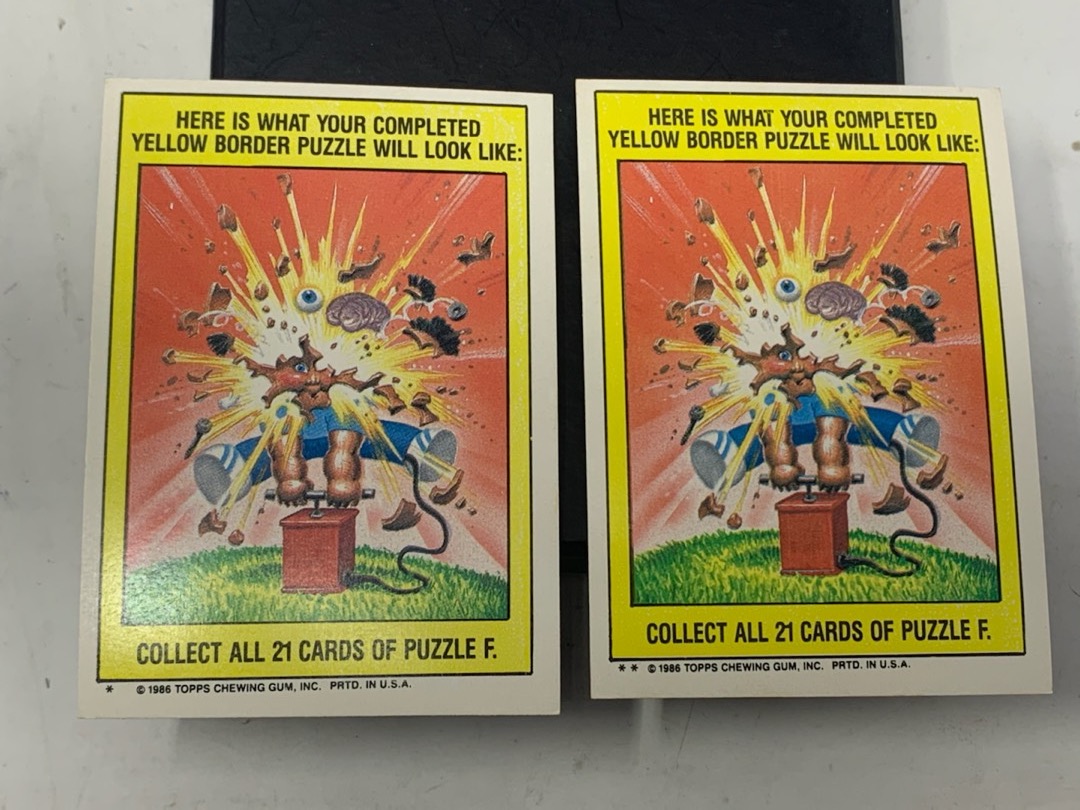 HERE IS WHAT YOUR COMPLETED
YELLOW BORDER PUZZLE WILL LOOK LIKE:
COLLECT ALL 21 CARDS OF PUZZLE F.
* © 1986 TOPPS CHEWING GUM, INC. PRTD. IN U.S.A.
HERE IS WHAT YOUR COMPLETED
YELLOW BORDER PUZZLE WILL LOOK LIKE:
COLLECT ALL 21 CARDS OF PUZZLE F.
* * © 1986 TOPPS CHEWING GUM, INC. PRTD. IN U.S.A.